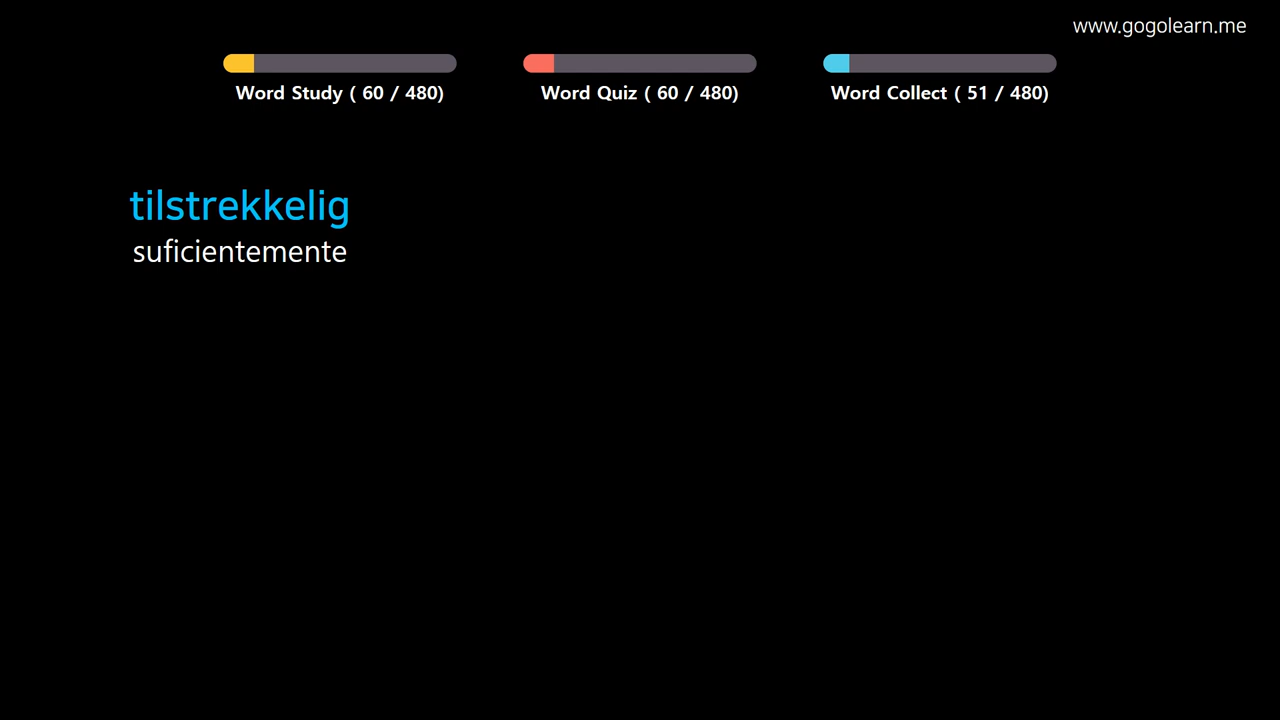 www.gogolearn.me
Word Study ( 60 / 480)
Word Quiz ( 60 / 480)
Word Collect ( 51 / 480)
tilstrekkelig
suficientemente